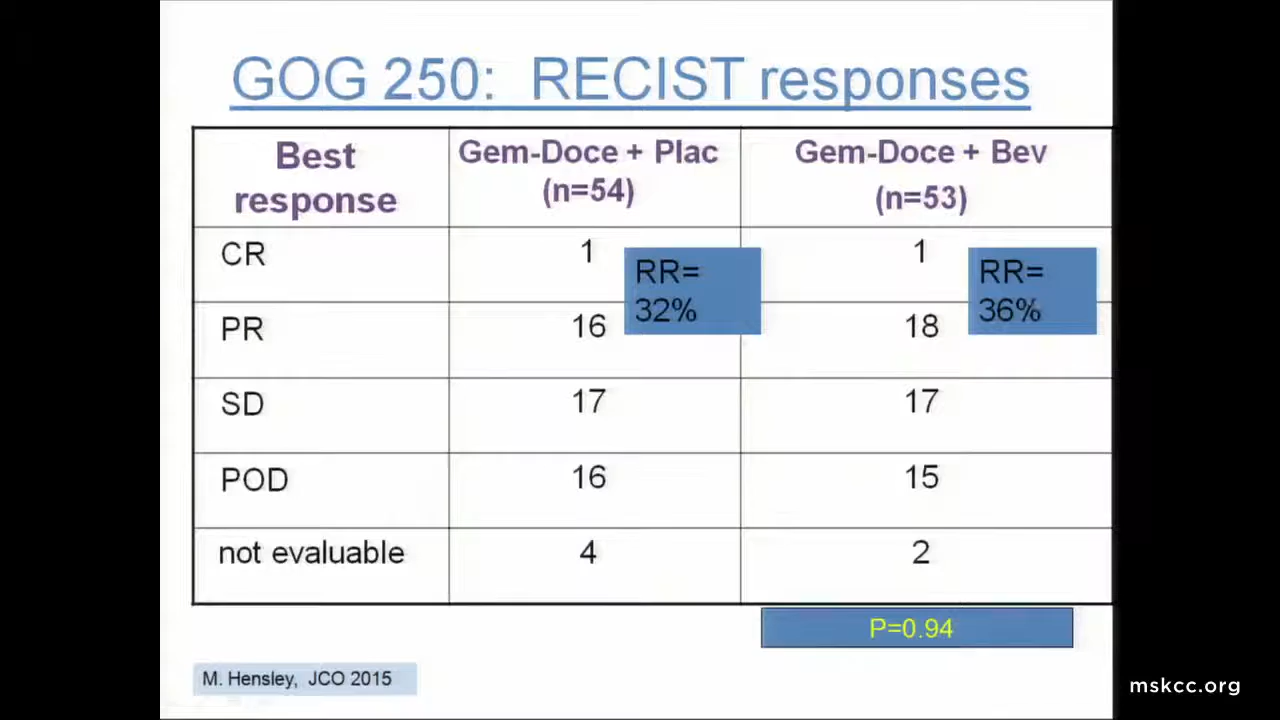 GOG 250: RECIST responses
Best response
Gem-Doce + Plac (n=54)
Gem-Doce + Bev (n=53)
CR 1 1
RR= 32%
RR= 36%
PR 16 18
SD 17 17
POD 16 15
not evaluable 4 2
P=0.94
M. Hensley, JCO 2015
mskcc.org